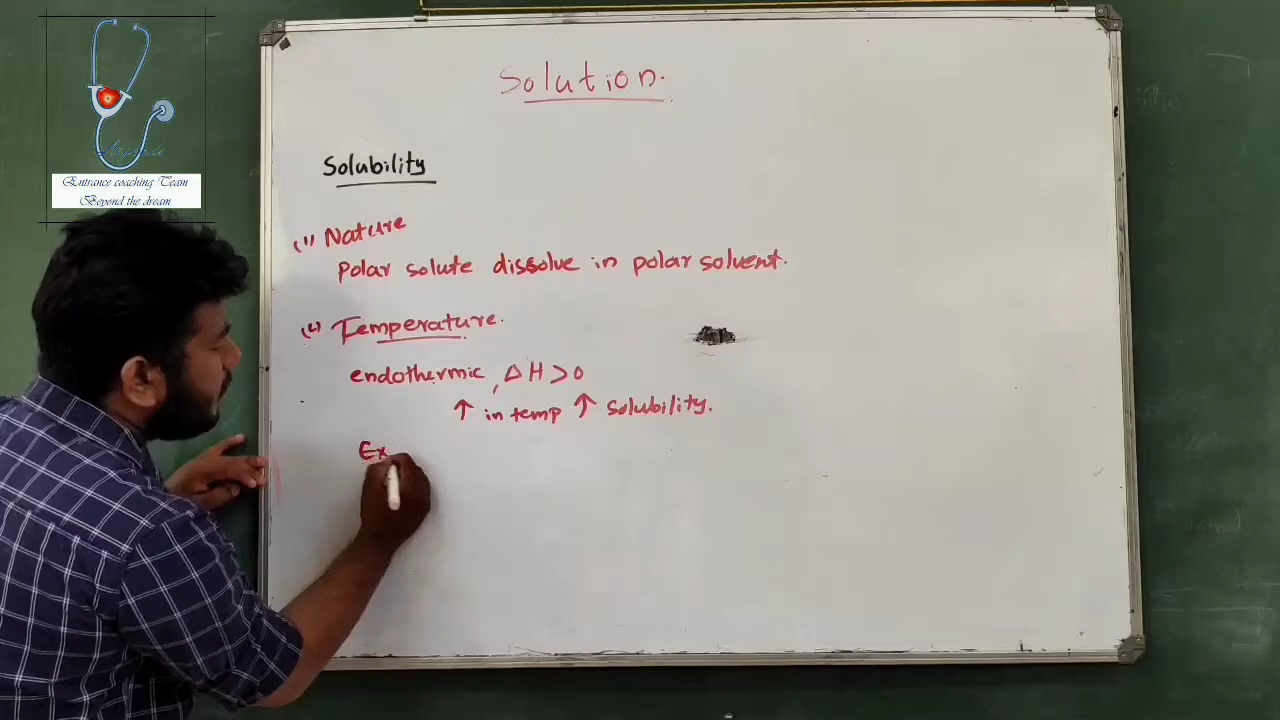 Entrance coaching Team
Beyond the dream
Solution.
Solubility
(1) Nature
Polar solute dissolve in polar solvent.
(2) Temperature.
endothermic, ΔH>0
↑ in temp ↑ solubility.
Ex